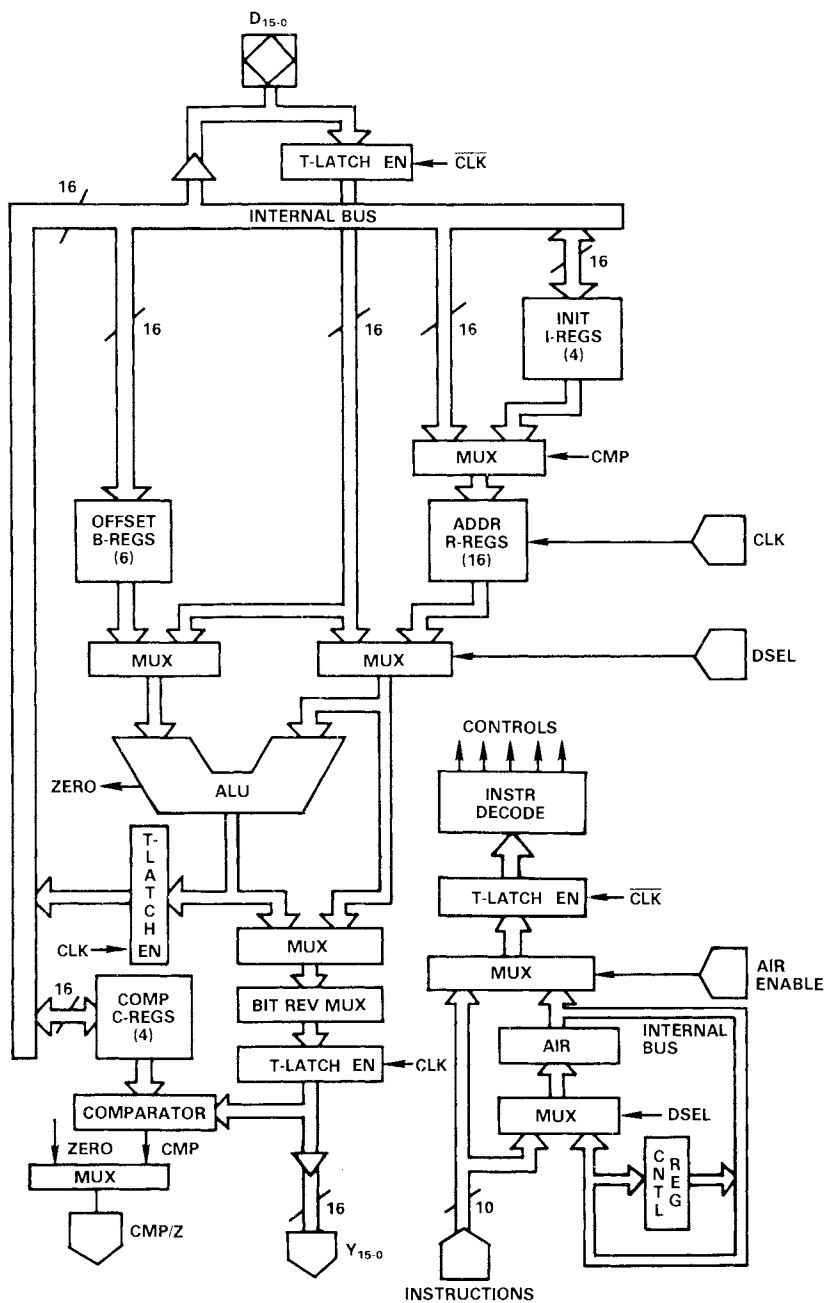 D15-0
T-LATCH EN
CLK
16
INTERNAL BUS
16
16
16
16
INIT
I-REGS
(4)
MUX
CMP
OFFSET
B-REGS
(6)
ADDR
R-REGS
(16)
CLK
MUX
MUX
DSEL
CONTROLS
ZERO
ALU
INSTR
DECODE
T-LATCH
EN
CLK
T-LATCH EN
CLK
MUX
MUX
AIR
ENABLE
16
COMP
C-REGS
(4)
BIT REV MUX
INTERNAL
BUS
AIR
T-LATCH EN
CLK
COMPARATOR
MUX
DSEL
ZERO
CMP
MUX
CNTL
REG
16
10
CMP/Z
Y15-0
INSTRUCTIONS